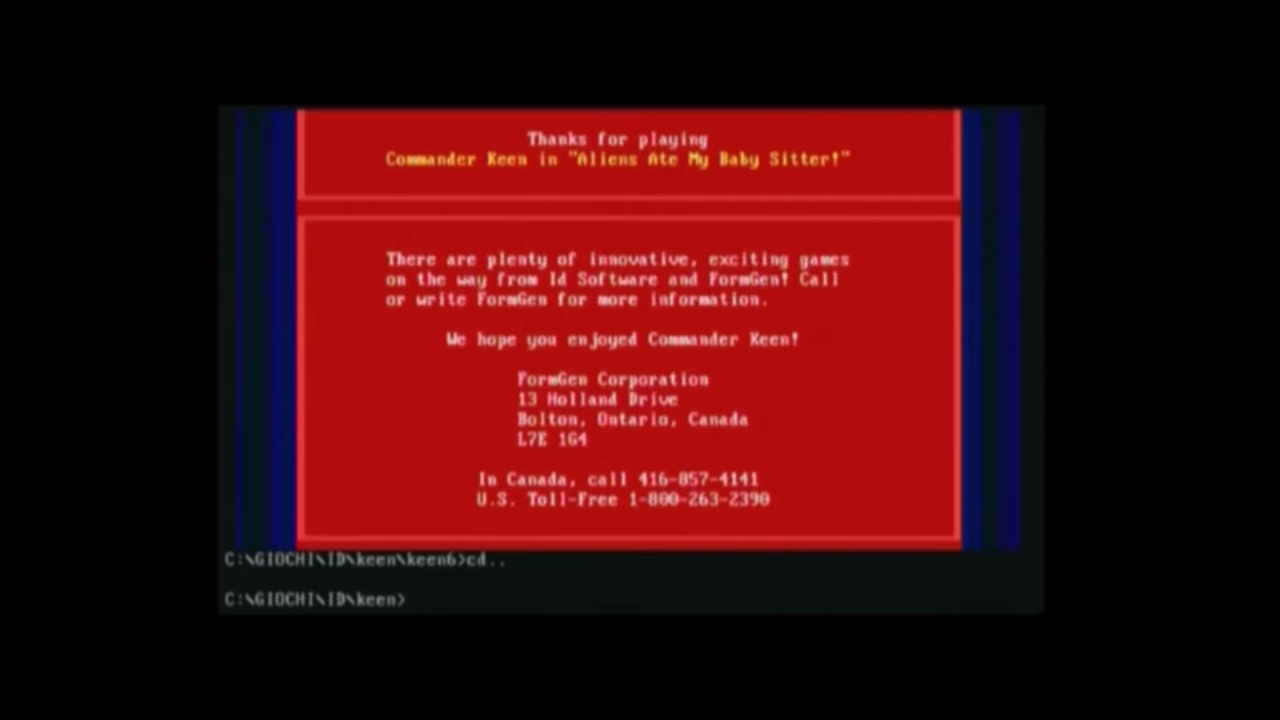 Thanks for playing
Commander Keen in "Aliens Ate My Baby Sitter!"
There are plenty of innovative, exciting games
on the way from Id Software and FormGen! Call
or write FormGen for more information.
We hope you enjoyed Commander Keen!
FormGen Corporation
13 Holland Drive
Bolton, Ontario, Canada
L7E 1G4
In Canada, call 416-857-4141
U.S. Toll-Free 1-800-263-2390
C:\GIOCHI\ID\keen\keen6>cd..
C:\GIOCHI\ID\keen>